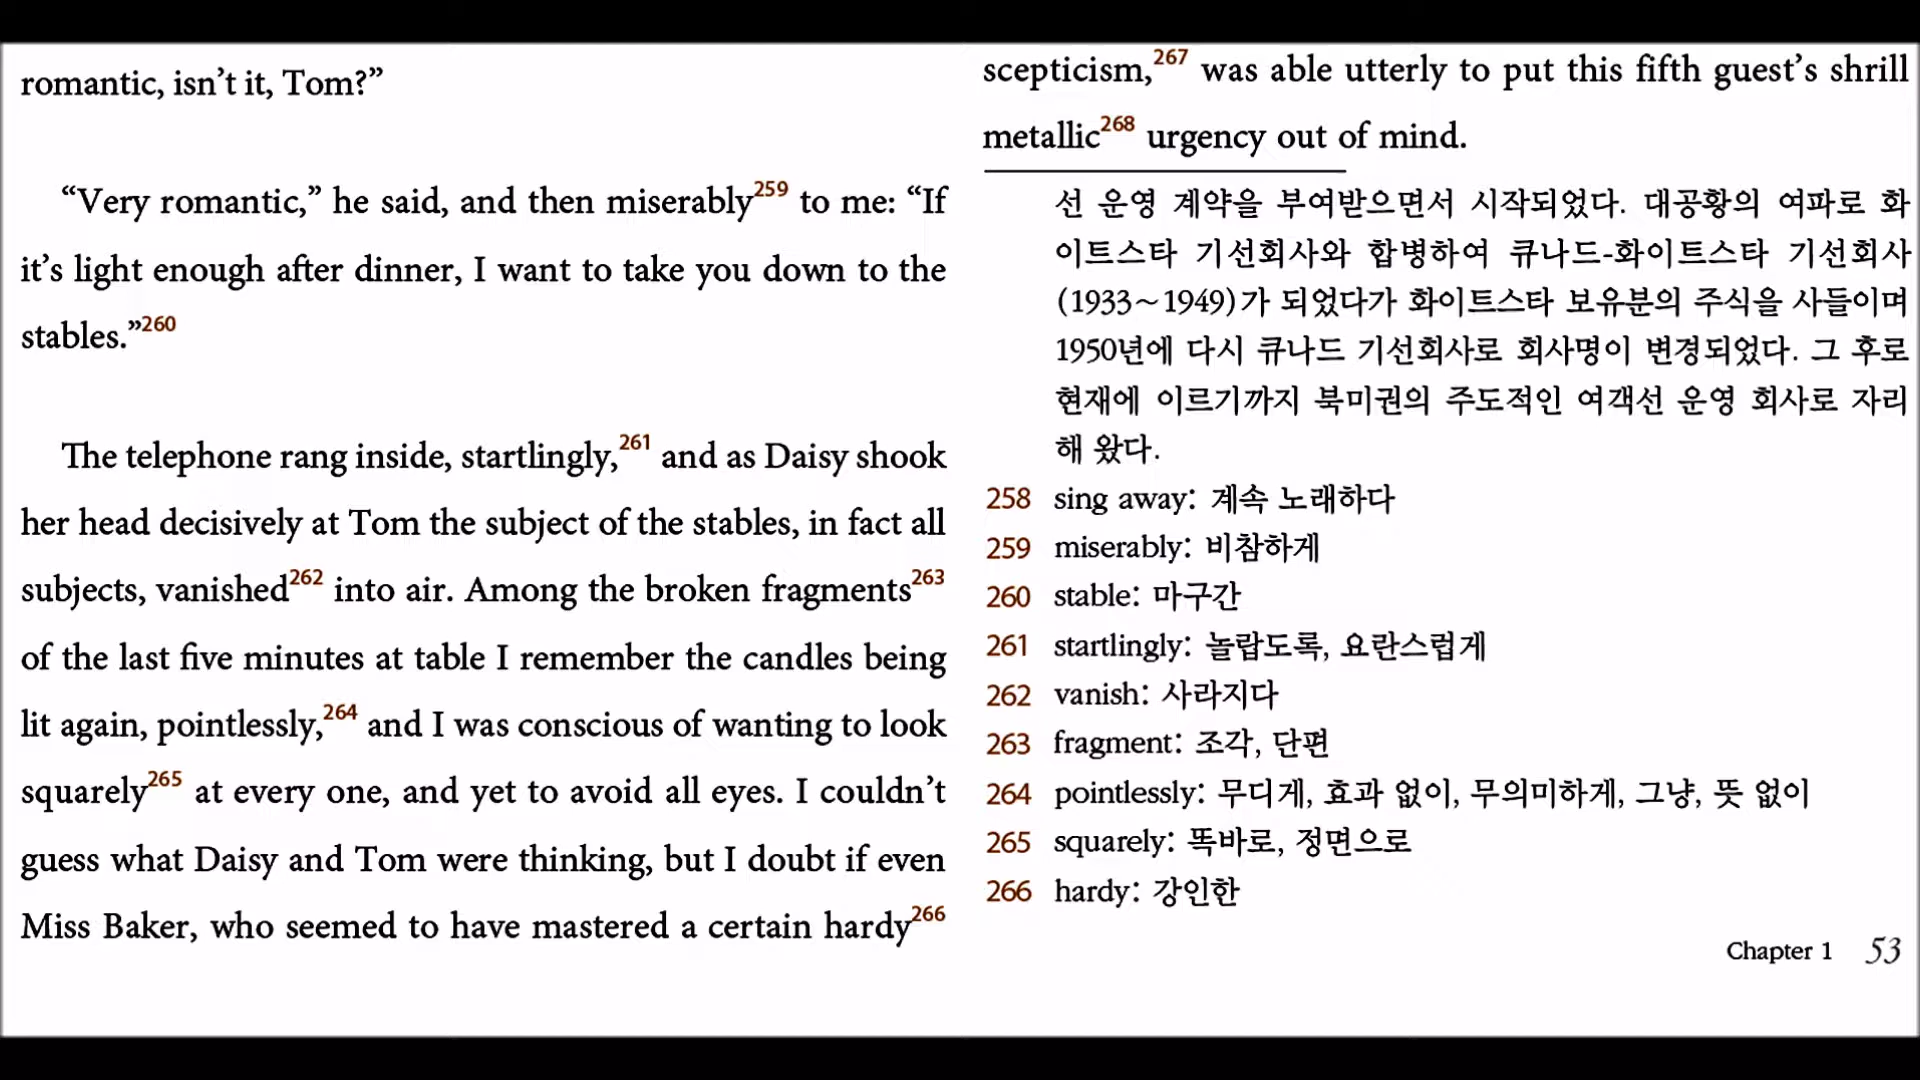 romantic, isn’t it, Tom?”
“Very romantic,” he said, and then miserably259 to me: “If
it’s light enough after dinner, I want to take you down to the
stables.”260
The telephone rang inside, startlingly,261 and as Daisy shook
her head decisively at Tom the subject of the stables, in fact all
subjects, vanished262 into air. Among the broken fragments263
of the last five minutes at table I remember the candles being
lit again, pointlessly,264 and I was conscious of wanting to look
squarely265 at every one, and yet to avoid all eyes. I couldn’t
guess what Daisy and Tom were thinking, but I doubt if even
Miss Baker, who seemed to have mastered a certain hardy266
scepticism,267 was able utterly to put this fifth guest’s shrill
metallic268 urgency out of mind.
선 운영 계약을 부여받으면서 시작되었다. 대공황의 여파로 화
이트스타 기선회사와 합병하여 큐나드-화이트스타 기선회사
(1933～1949)가 되었다가 화이트스타 보유분의 주식을 사들이며
1950년에 다시 큐나드 기선회사로 회사명이 변경되었다. 그 후로
현재에 이르기까지 북미권의 주도적인 여객선 운영 회사로 자리
해 왔다.
258 sing away: 계속 노래하다
259 miserably: 비참하게
260 stable: 마구간
261 startlingly: 놀랍도록, 요란스럽게
262 vanish: 사라지다
263 fragment: 조각, 단편
264 pointlessly: 무디게, 효과 없이, 무의미하게, 그냥, 뜻 없이
265 squarely: 똑바로, 정면으로
266 hardy: 강인한
Chapter 1 53